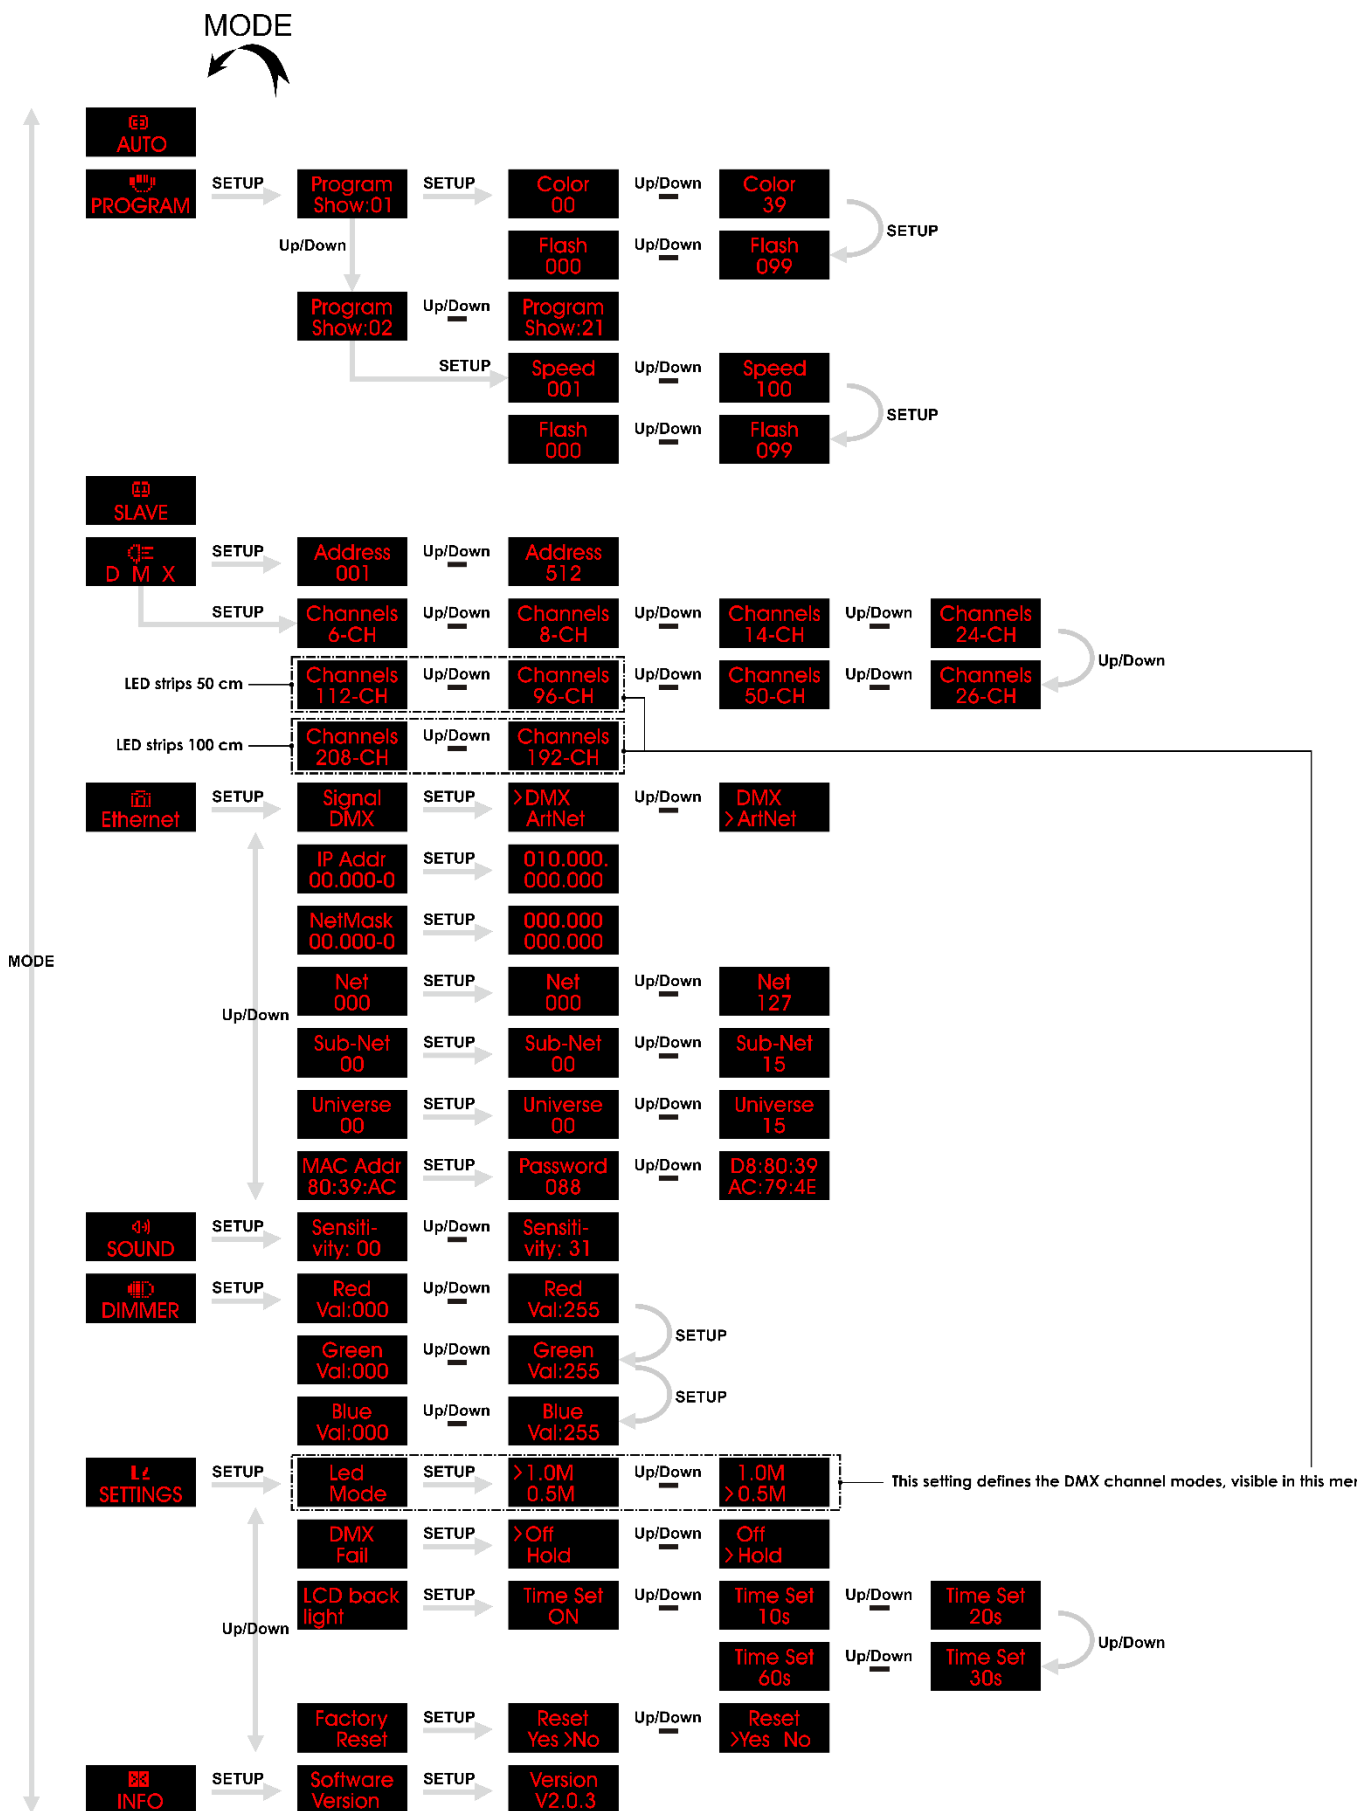 MODE
AUTO
PROGRAM
SETUP
Program
Show:01
SETUP
Color
00
Up/Down
Color
39
SETUP
Up/Down
Flash
000
Up/Down
Flash
099
Program
Show:02
Up/Down
Program
Show:21
SETUP
Speed
001
Up/Down
Speed
100
SETUP
Flash
000
Up/Down
Flash
099
SLAVE
D M X
SETUP
Address
001
Up/Down
Address
512
SETUP
Channels
6-CH
Up/Down
Channels
8-CH
Up/Down
Channels
14-CH
Up/Down
Channels
24-CH
Up/Down
LED strips 50 cm
Channels
112-CH
Up/Down
Channels
96-CH
Up/Down
Channels
50-CH
Up/Down
Channels
26-CH
LED strips 100 cm
Channels
208-CH
Up/Down
Channels
192-CH
Ethernet
SETUP
Signal
DMX
SETUP
>DMX
ArtNet
Up/Down
DMX
>ArtNet
IP Addr
00.000-0
SETUP
010.000.
000.000
NetMask
00.000-0
SETUP
000.000
000.000
MODE
Up/Down
Net
000
SETUP
Net
000
Up/Down
Net
127
Sub-Net
00
SETUP
Sub-Net
00
Up/Down
Sub-Net
15
Universe
00
SETUP
Universe
00
Up/Down
Universe
15
MAC Addr
80:39:AC
SETUP
Password
088
Up/Down
D8:80:39
AC:79:4E
SOUND
SETUP
Sensiti-
vity: 00
Up/Down
Sensiti-
vity: 31
DIMMER
SETUP
Red
Val:000
Up/Down
Red
Val:255
SETUP
Green
Val:000
Up/Down
Green
Val:255
SETUP
Blue
Val:000
Up/Down
Blue
Val:255
SETTINGS
SETUP
Led
Mode
SETUP
>1.0M
0.5M
Up/Down
1.0M
>0.5M
This setting defines the DMX channel modes, visible in this
DMX
Fail
SETUP
>Off
Hold
Up/Down
Off
>Hold
Up/Down
LCD back
light
SETUP
Time Set
ON
Up/Down
Time Set
10s
Up/Down
Time Set
20s
Up/Down
Time Set
60s
Up/Down
Time Set
30s
Factory
Reset
SETUP
Reset
Yes >No
Up/Down
Reset
>Yes No
INFO
SETUP
Software
Version
SETUP
Version
V2.0.3